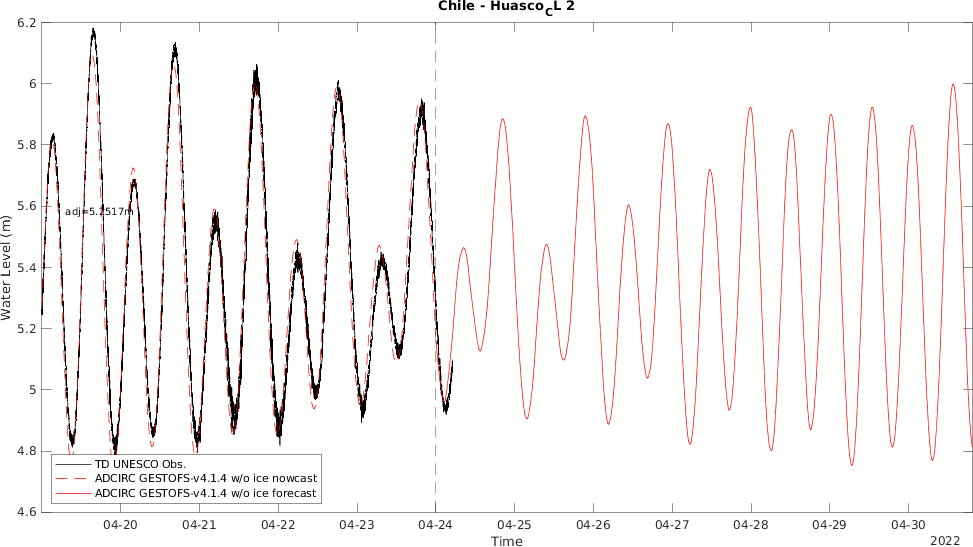 Chile - Huasco_CL 2
6.2
6
5.8
5.6
5.4
5.2
5
4.8
4.6
Water Level (m)
adj=5.2517m
TD UNESCO Obs.
ADCIRC GESTOFS-v4.1.4 w/o ice nowcast
ADCIRC GESTOFS-v4.1.4 w/o ice forecast
04-20 04-21 04-22 04-23 04-24 04-25 04-26 04-27 04-28 04-29 04-30
Time
2022